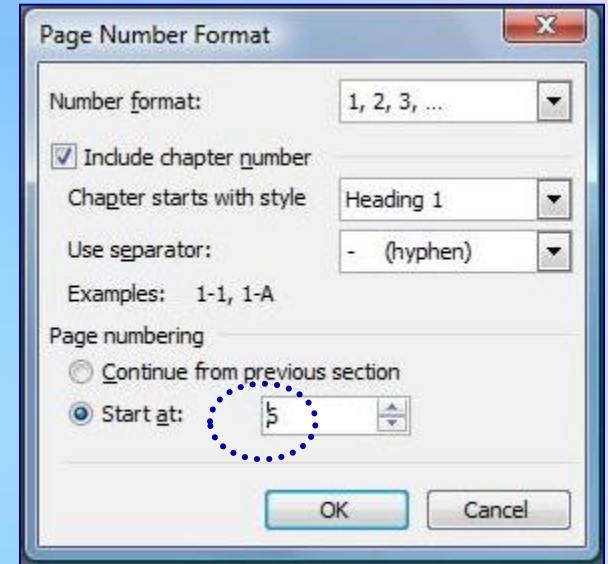 Page Number Format
Number format: 1, 2, 3, ...
Include chapter number
Chapter starts with style Heading 1
Use separator: - (hyphen)
Examples: 1-1, 1-A
Page numbering
Continue from previous section
Start at: 5
OK Cancel